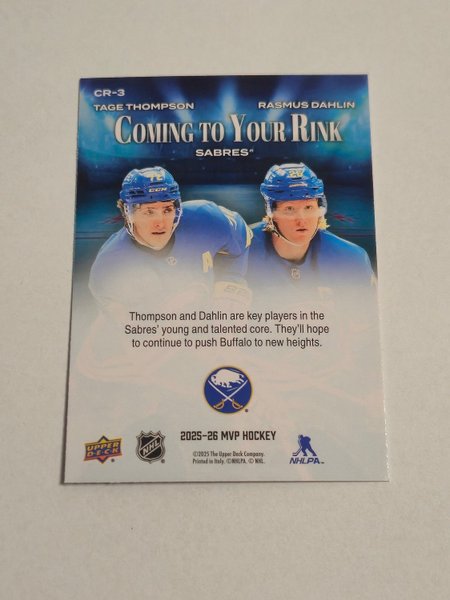 CR-3
TAGE THOMPSON RASMUS DAHLIN
COMING TO YOUR RINK
SABRES®
CCM
Thompson and Dahlin are key players in the
Sabres' young and talented core. They'll hope
to continue to push Buffalo to new heights.
UPPER DECK
NHL
2025-26 MVP HOCKEY
©2025 The Upper Deck Company.
Printed in Italy. ©NHLPA. © NHL.
NHLPA™